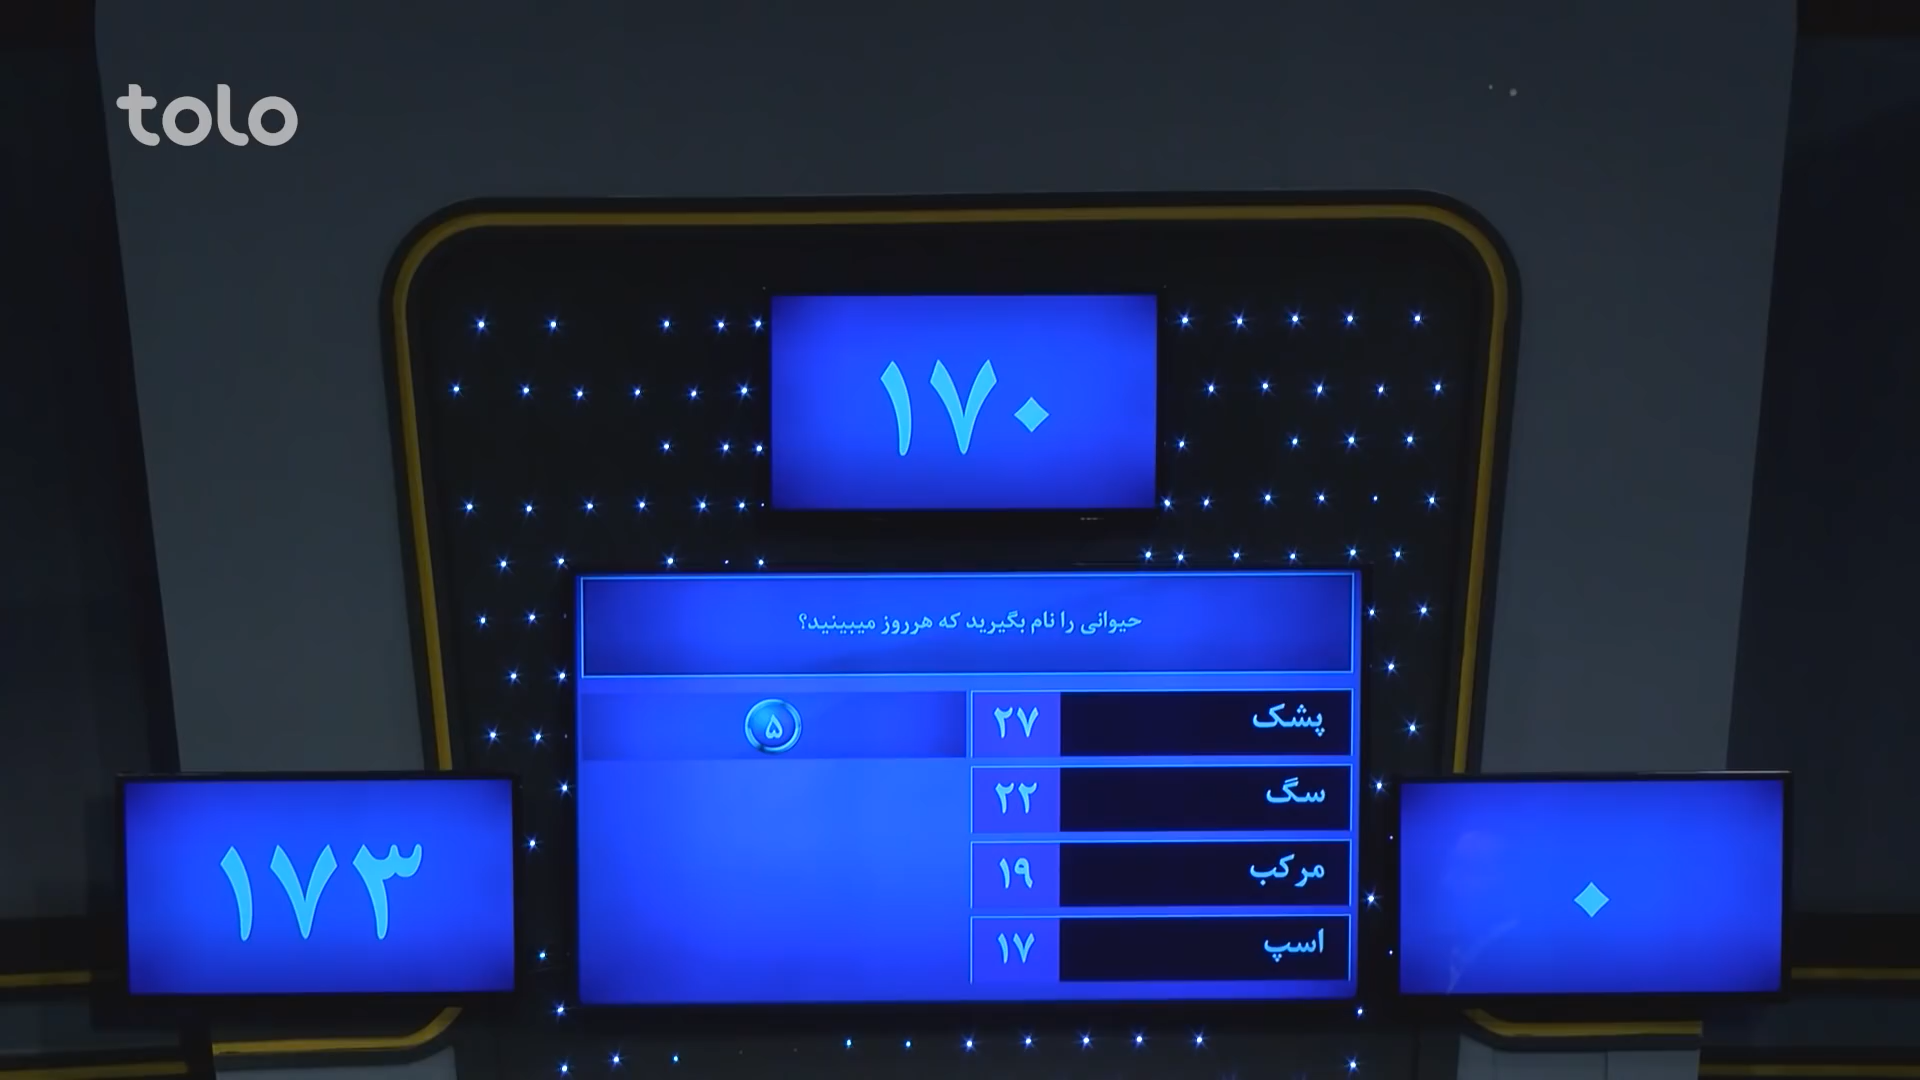 tolo
۱۷۰
حیوانی را نام بگیرید که هرروز میبینید؟
پشک ۲۷
سگ ۲۲
مرکب ۱۹
اسپ ۱۷
۵
۱۷۳
۰